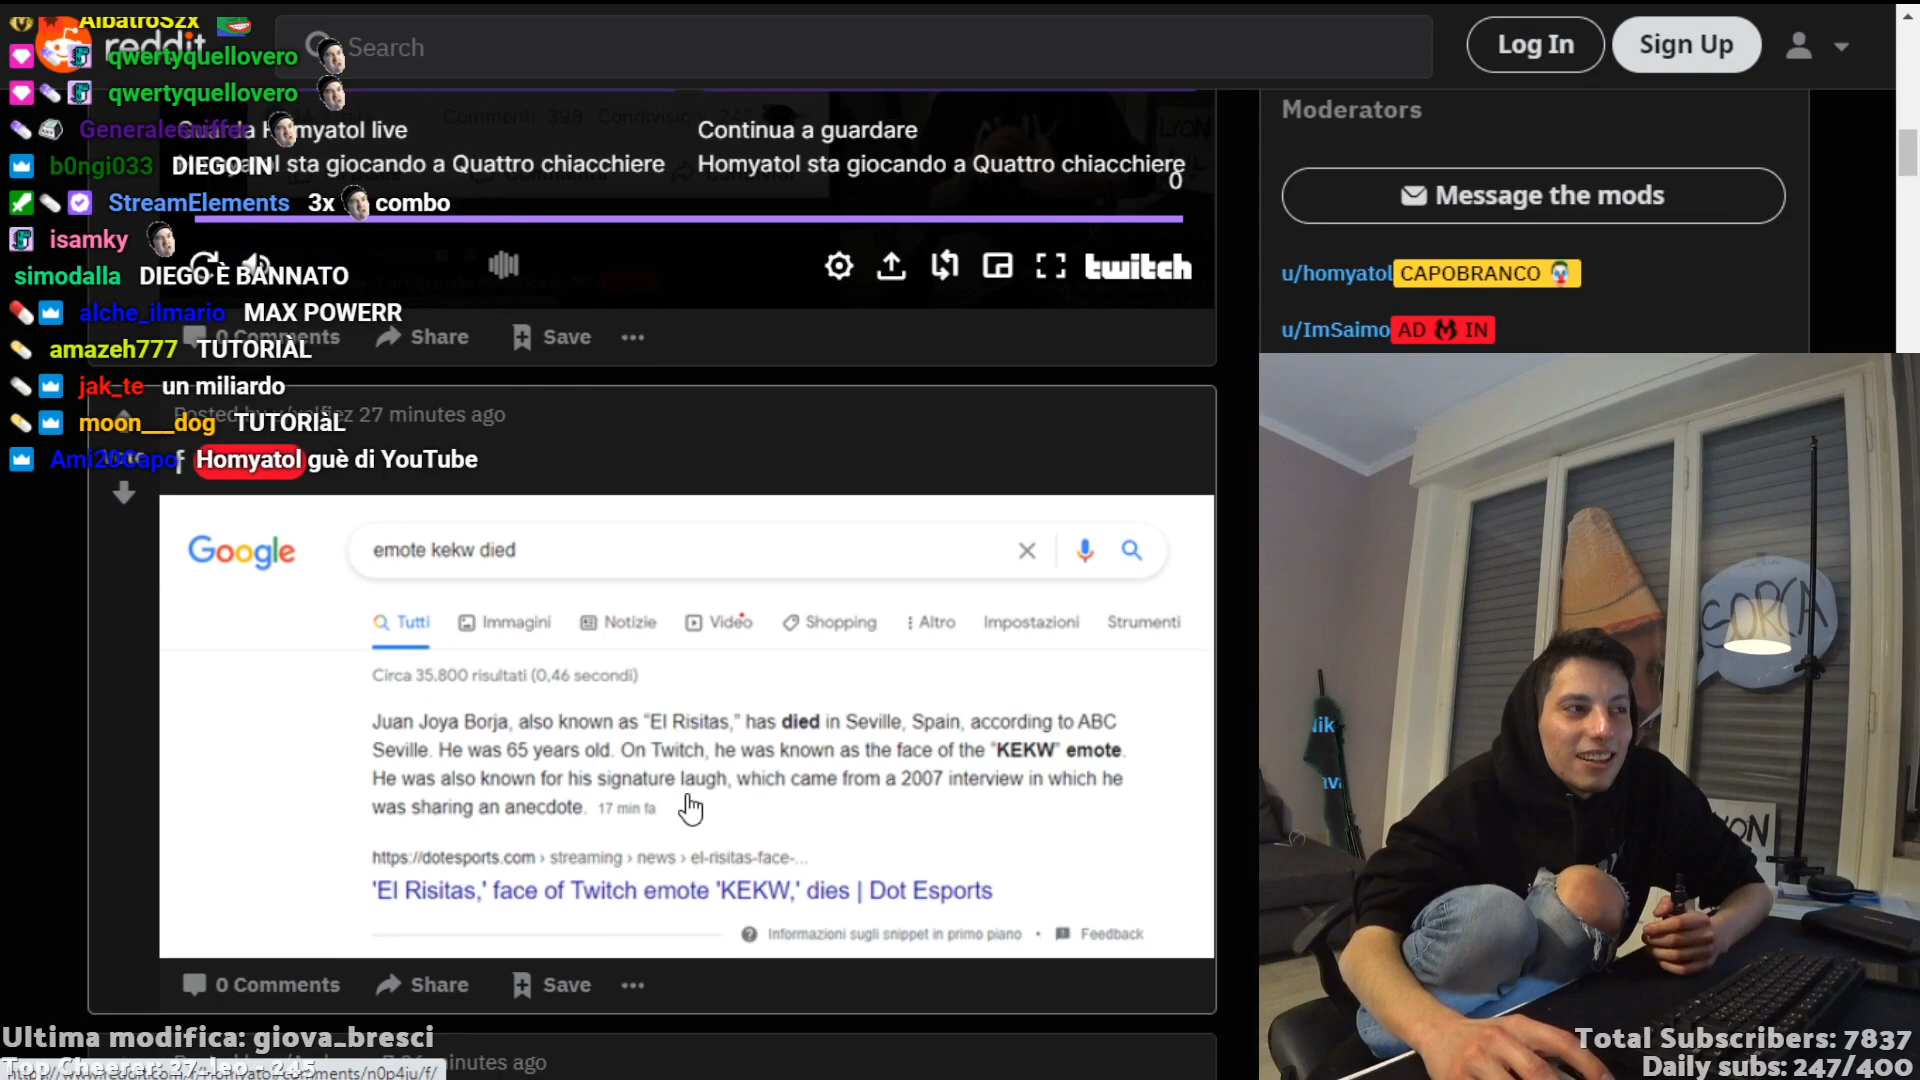 AlbatroSzx
reddit
Search
Log In
Sign Up
qwertyquellovero
qwertyquellovero
Commenti: 398
Moderators
Homyatol live
Continua a guardare
b0ngi033 DIEGO IN
sta giocando a Quattro chiacchiere
Homyatol sta giocando a Quattro chiacchiere
0
Message the mods
StreamElements 3x combo
isamky
twitch
simodalla DIEGO È BANNATO
u/homyatol CAPOBRANCO
alche_ilmario MAX POWERR
0 Comments
Share
Save
u/ImSaimo AD IN
amazeh777 TUTORIÀL
jak_te un miliardo
27 minutes ago
moon___dog TUTORIàL
Homyatol guè di YouTube
Google
emote kekw died
Tutti
Immagini
Notizie
Video
Shopping
Altro
Impostazioni
Strumenti
Circa 35.800 risultati (0,46 secondi)
Juan Joya Borja, also known as "El Risitas," has died in Seville, Spain, according to ABC
Seville. He was 65 years old. On Twitch, he was known as the face of the "KEKW" emote.
He was also known for his signature laugh, which came from a 2007 interview in which he
was sharing an anecdote. 17 min fa
https://dotesports.com › streaming › news › el-risitas-face-...
'El Risitas,' face of Twitch emote 'KEKW,' dies | Dot Esports
Informazioni sugli snippet in primo piano • Feedback
0 Comments
Share
Save
SORCA
Ultima modifica: giova_bresci
Total Subscribers: 7837
Daily subs: 247/400